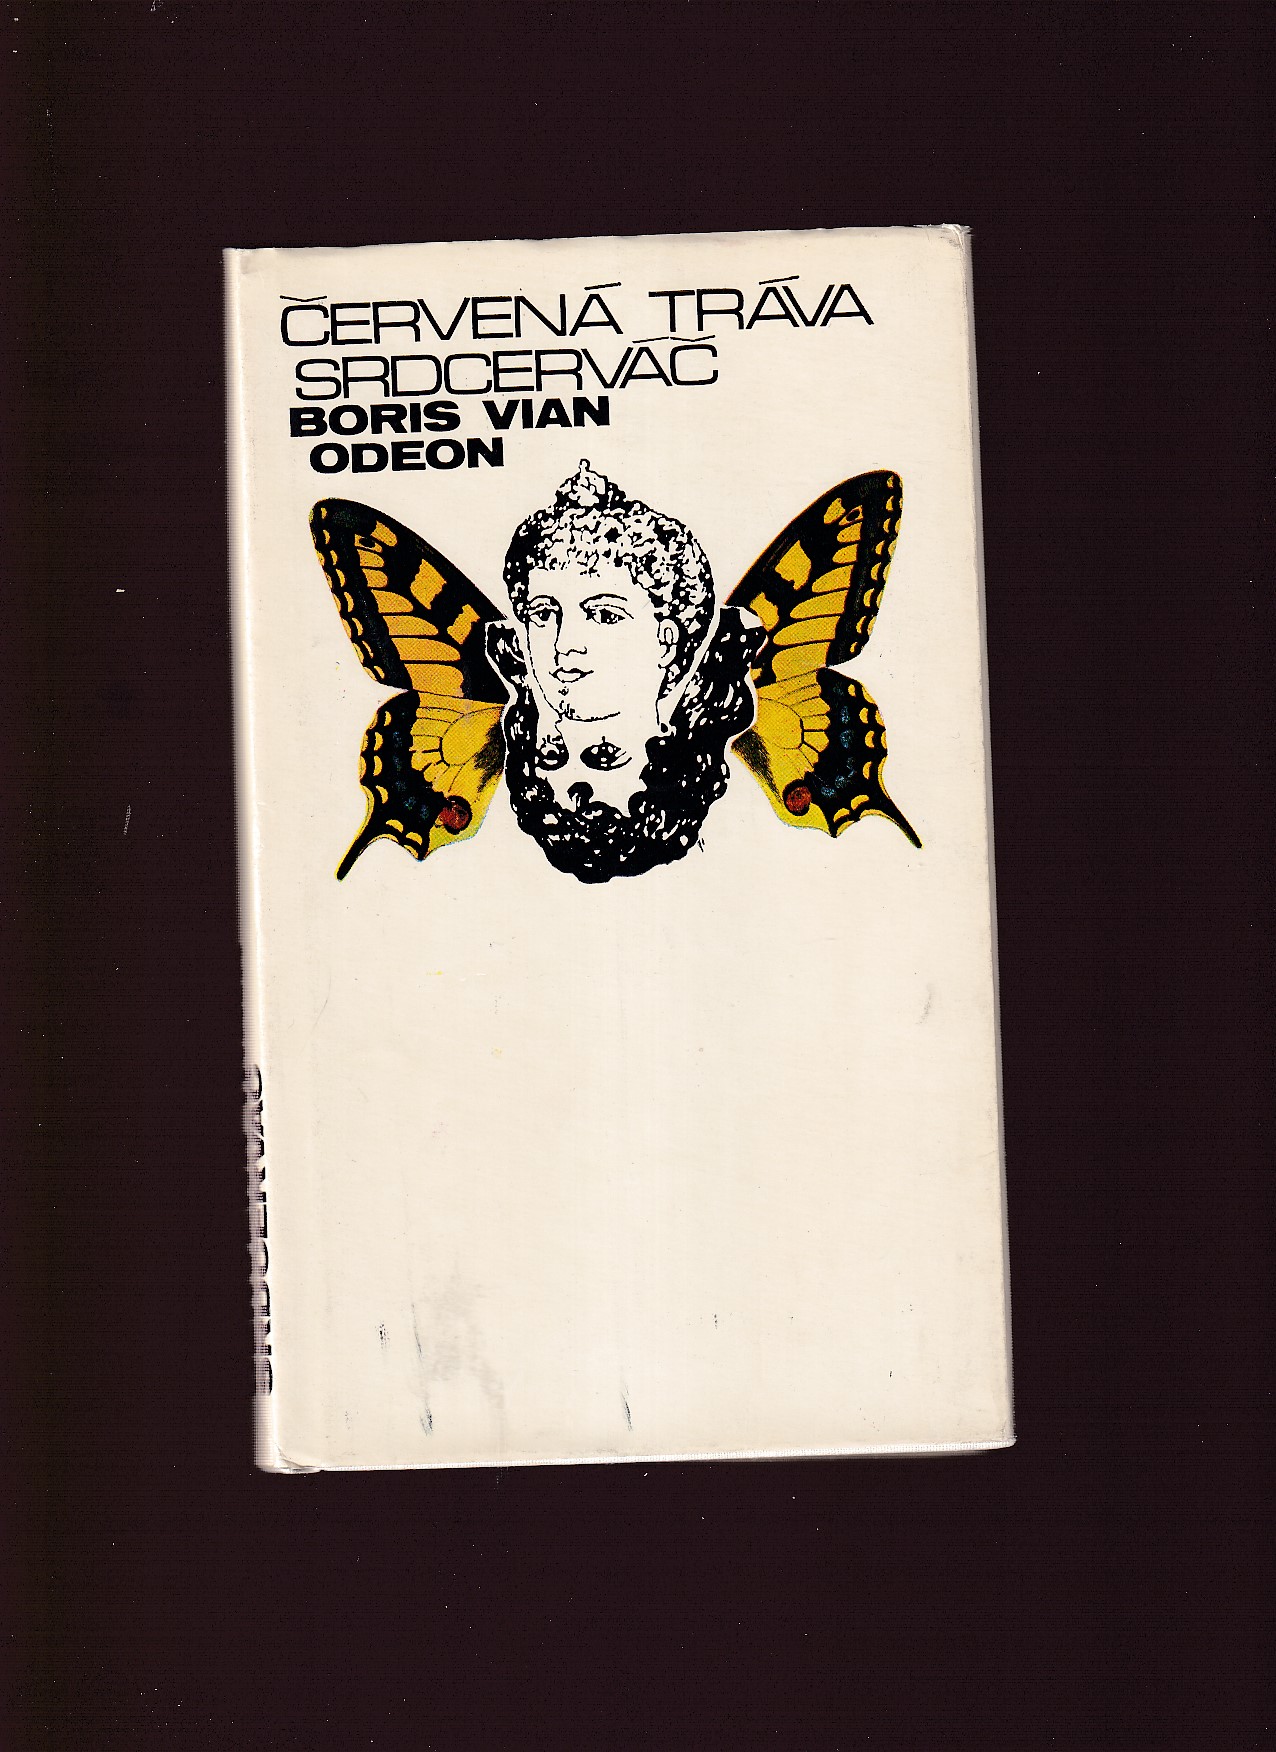 ČERVENÁ TRÁVA
SRDCERVÁČ
BORIS VIAN
ODEON